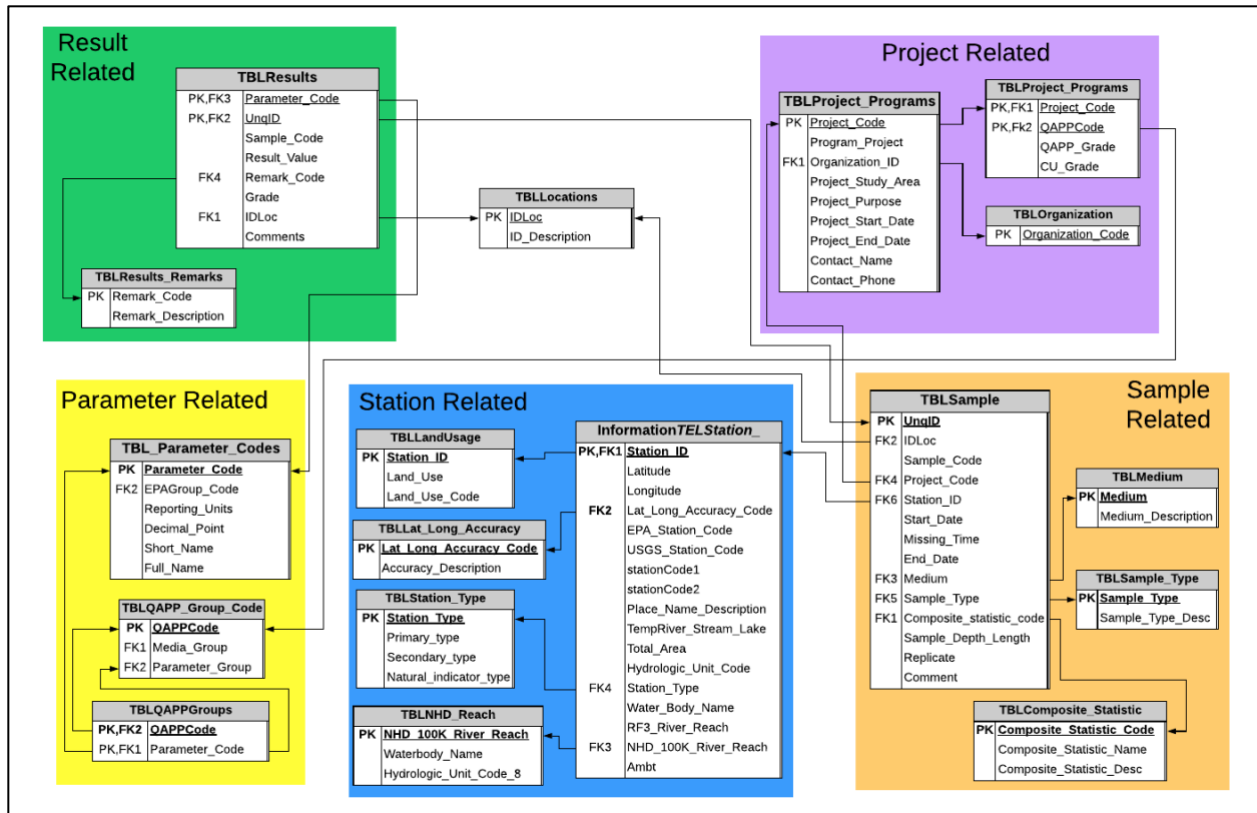 Result
Related
TBLResults
PK,FK3 Parameter_Code
PK,FK2 UnqID
Sample_Code
Result_Value
FK4 Remark_Code
Grade
FK1 IDLoc
Comments
TBLResults_Remarks
PK Remark_Code
Remark_Description
TBLLocations
PK IDLoc
ID_Description
Project Related
TBLProject_Programs
PK Project_Code
Program_Project
FK1 Organization_ID
Project_Study_Area
Project_Purpose
Project_Start_Date
Project_End_Date
Contact_Name
Contact_Phone
TBLProject_Programs
PK,FK1 Project_Code
PK,Fk2 QAPPCode
QAPP_Grade
CU_Grade
TBLOrganization
PK Organization_Code
Parameter Related
TBL_Parameter_Codes
PK Parameter_Code
FK2 EPAGroup_Code
Reporting_Units
Decimal_Point
Short_Name
Full_Name
TBLQAPP_Group_Code
PK QAPPCode
FK1 Media_Group
FK2 Parameter_Group
TBLQAPPGroups
PK,FK2 QAPPCode
PK,FK1 Parameter_Code
Station Related
TBLLandUsage
PK Station_ID
Land_Use
Land_Use_Code
TBLLat_Long_Accuracy
PK Lat_Long_Accuracy_Code
Accuracy_Description
TBLStation_Type
PK Station_Type
Primary_type
Secondary_type
Natural_indicator_type
TBLNHD_Reach
PK NHD_100K_River_Reach
Waterbody_Name
Hydrologic_Unit_Code_8
InformationTELStation_
PK,FK1 Station_ID
Latitude
Longitude
FK2 Lat_Long_Accuracy_Code
EPA_Station_Code
USGS_Station_Code
stationCode1
stationCode2
Place_Name_Description
TempRiver_Stream_Lake
Total_Area
Hydrologic_Unit_Code
FK4 Station_Type
Water_Body_Name
RF3_River_Reach
FK3 NHD_100K_River_Reach
Ambt
Sample
Related
TBLSample
PK UnqID
FK2 IDLoc
Sample_Code
FK4 Project_Code
FK6 Station_ID
Start_Date
Missing_Time
End_Date
FK3 Medium
FK5 Sample_Type
FK1 Composite_statistic_code
Sample_Depth_Length
Replicate
Comment
TBLMedium
PK Medium
Medium_Description
TBLSample_Type
PK Sample_Type
Sample_Type_Desc
TBLComposite_Statistic
PK Composite_Statistic_Code
Composite_Statistic_Name
Composite_Statistic_Desc